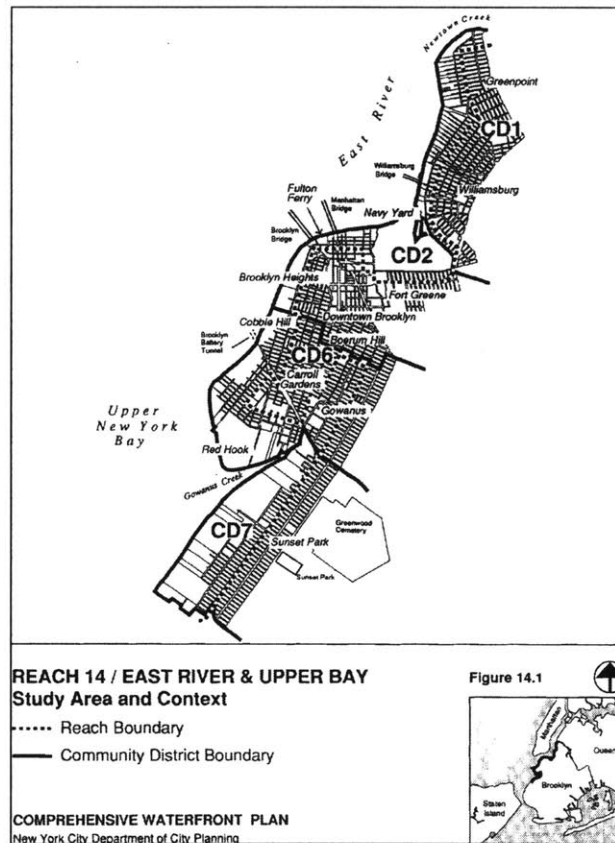 Newtown Creek
Greenpoint
CD1
East River
Williamsburg
Bridge
Williamsburg
Fulton
Ferry
Manhattan
Bridge
Navy Yard
Brooklyn
Bridge
CD2
Brooklyn Heights
Fort Greene
Downtown Brooklyn
Cobble Hill
Boerum Hill
Brooklyn
Battery
Tunnel
CD6
Carroll
Gardens
Gowanus
Upper
New York
Bay
Red Hook
Gowanus Creek
CD7
Greenwood
Cemetery
Sunset Park
Sunset Park
REACH 14 / EAST RIVER & UPPER BAY
Study Area and Context
Reach Boundary
Community District Boundary
Figure 14.1
Manhattan
Queens
Brooklyn
Staten
Island
COMPREHENSIVE WATERFRONT PLAN
New York City Department of City Planning